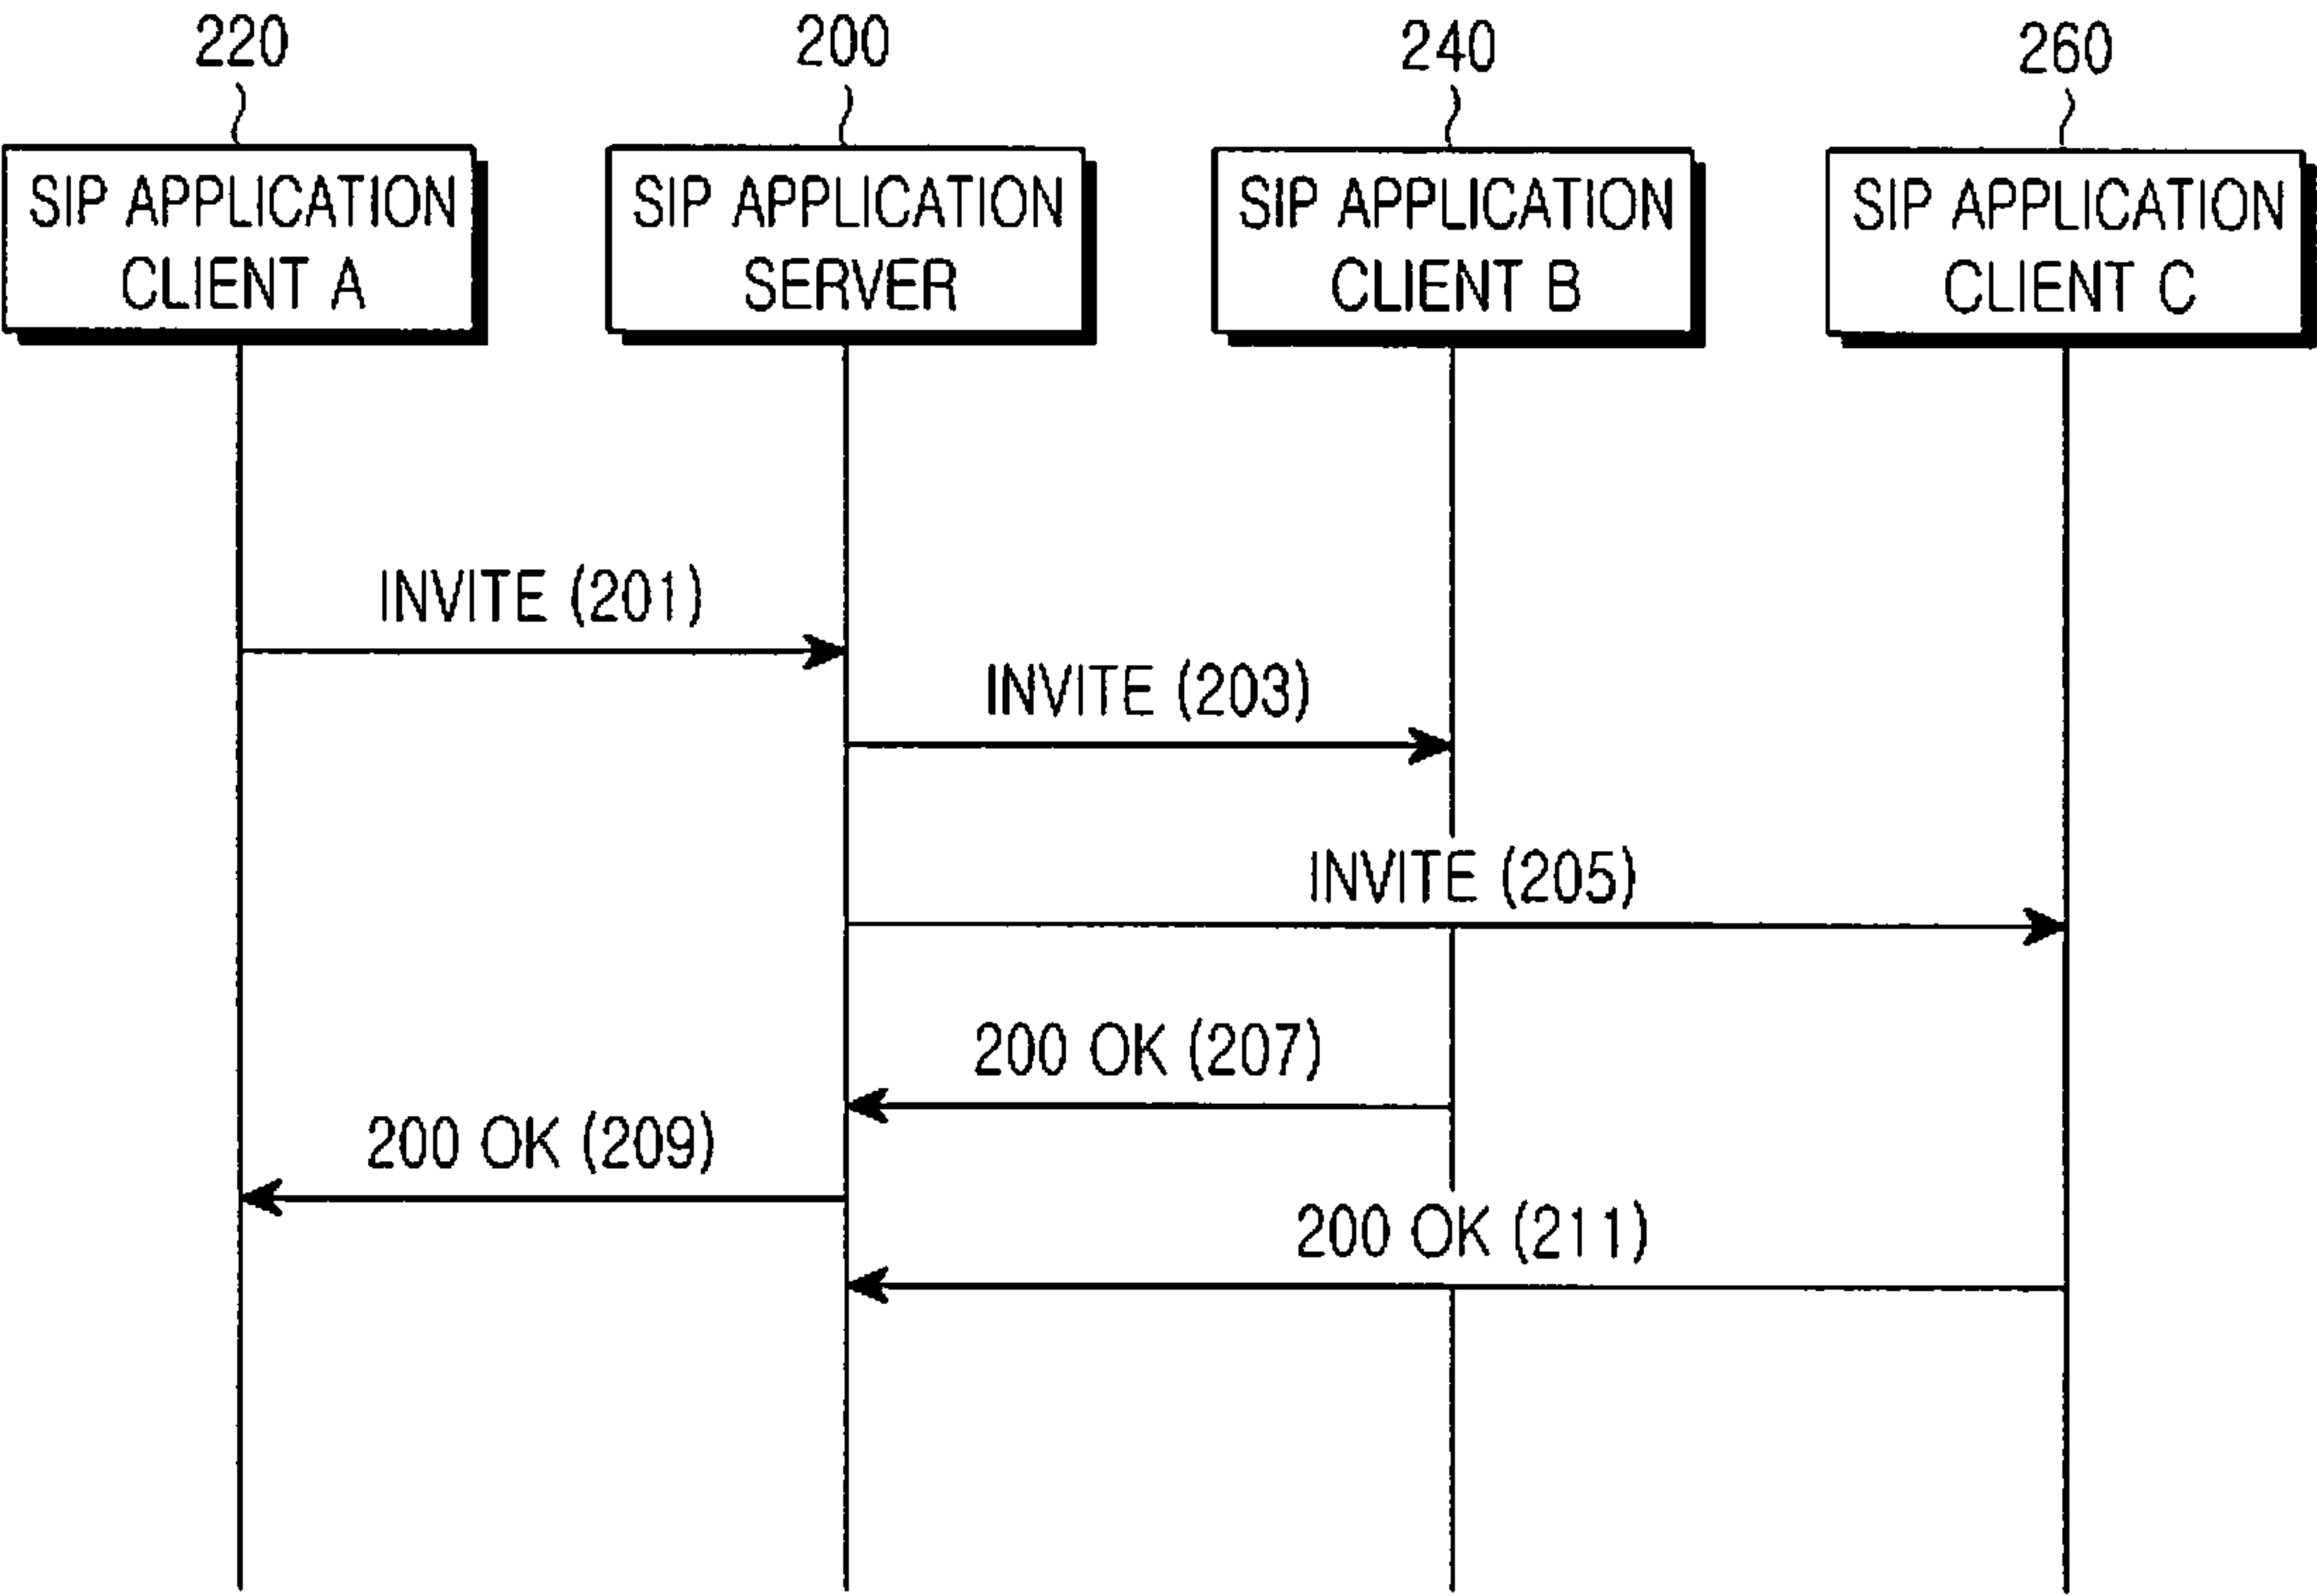 220
200
240
260
SIP APPLICATION
CLIENT A
SIP APPLICATION
SERVER
SIP APPLICATION
CLIENT B
SIP APPLICATION
CLIENT C
INVITE (201)
INVITE (203)
INVITE (205)
200 OK (207)
200 OK (209)
200 OK (211)